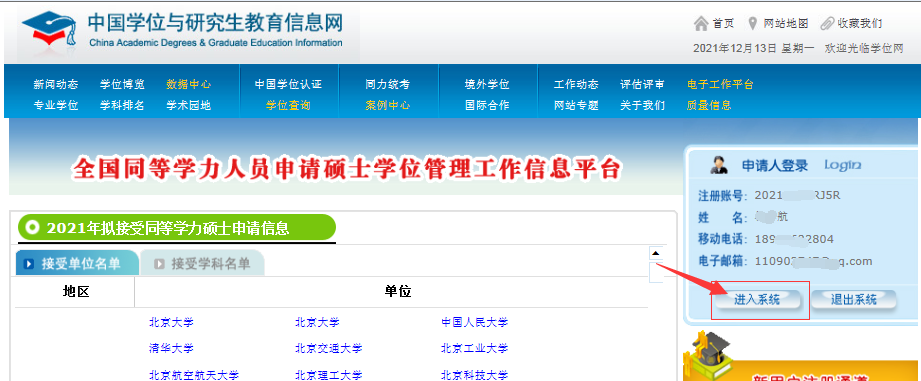 中国学位与研究生教育信息网
China Academic Degrees & Graduate Education Information
首页 网站地图 收藏我们
2021年12月13日 星期一 欢迎光临学位网
新闻动态 学位博览 数据中心 中国学位认证 同力统考 境外学位 工作动态 评估评审 电子工作平台
专业学位 学科排名 学术园地 学位查询 案例中心 国际合作 网站专题 关于我们 质量信息
全国同等学力人员申请硕士学位管理工作信息平台
申请人登录 Login
注册账号: 2021 RJ5R
姓 名: 航
移动电话: 189 2804
电子邮箱: 11090 q.com
进入系统 退出系统
2021年拟接受同等学力硕士申请信息
接受单位名单 接受学科名单
地区 单位
北京大学 北京大学 中国人民大学
清华大学 北京交通大学 北京工业大学
北京航空航天大学 北京理工大学 北京科技大学
新用户注册通道